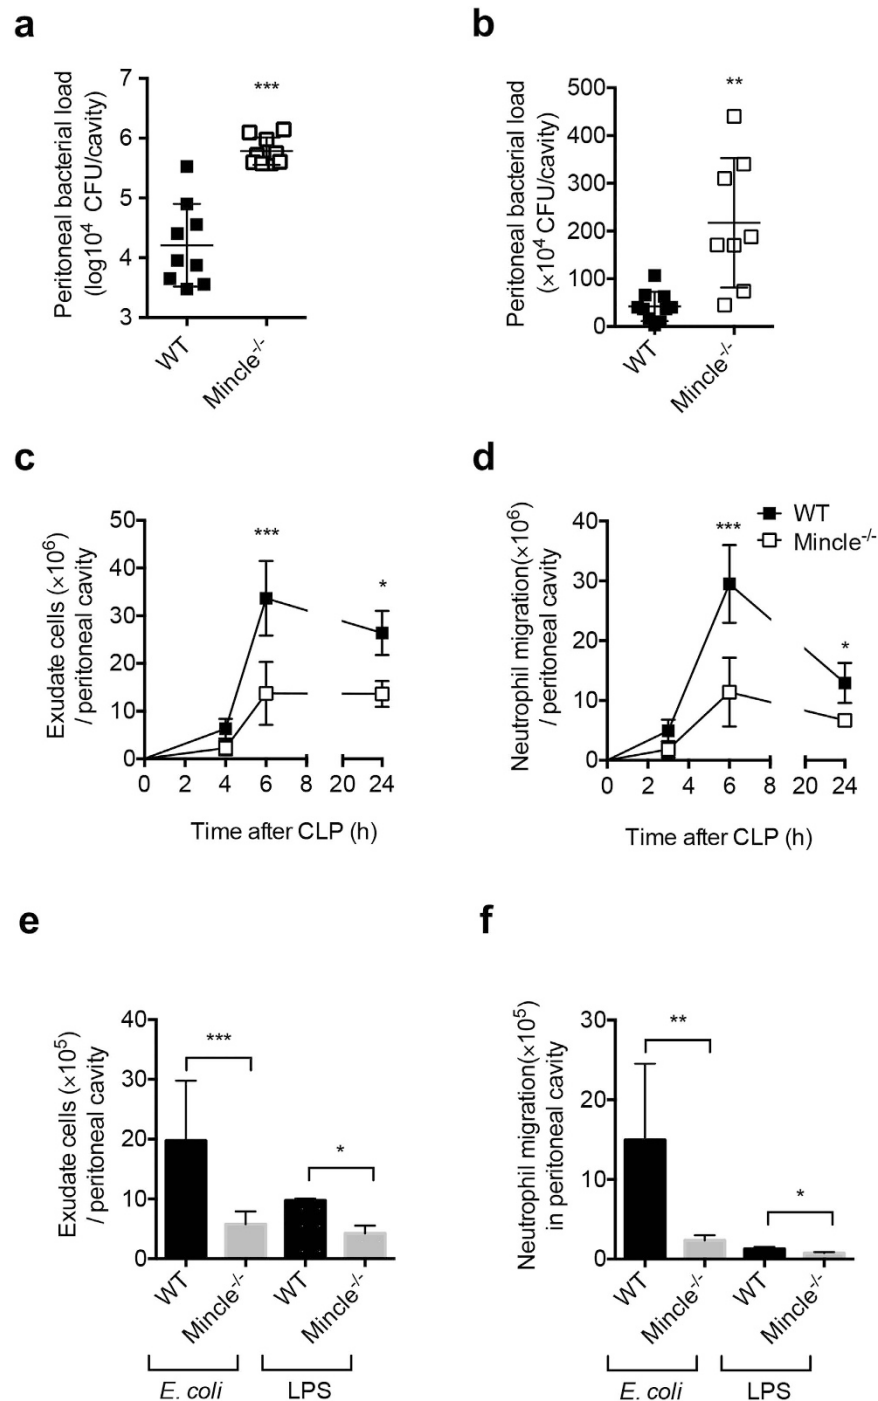 a
Peritoneal bacterial load
(log10⁴ CFU/cavity)
7
6
5
4
3
***
WT
Mincle⁻/⁻
b
Peritoneal bacterial load
(×10⁴ CFU/cavity)
500
400
300
200
100
0
**
WT
Mincle⁻/⁻
c
Exudate cells (×10⁶)
/ peritoneal cavity
50
40
30
20
10
0
***
*
0 2 4 6 8 20 24
Time after CLP (h)
d
Neutrophil migration(×10⁶)
/ peritoneal cavity
40
30
20
10
0
***
*
WT
Mincle⁻/⁻
0 2 4 6 8 20 24
Time after CLP (h)
e
Exudate cells (×10⁵)
/ peritoneal cavity
40
30
20
10
0
***
*
WT
Mincle⁻/⁻
WT
Mincle⁻/⁻
E. coli
LPS
f
Neutrophil migration(×10⁵)
in peritoneal cavity
30
20
10
0
**
*
WT
Mincle⁻/⁻
WT
Mincle⁻/⁻
E. coli
LPS